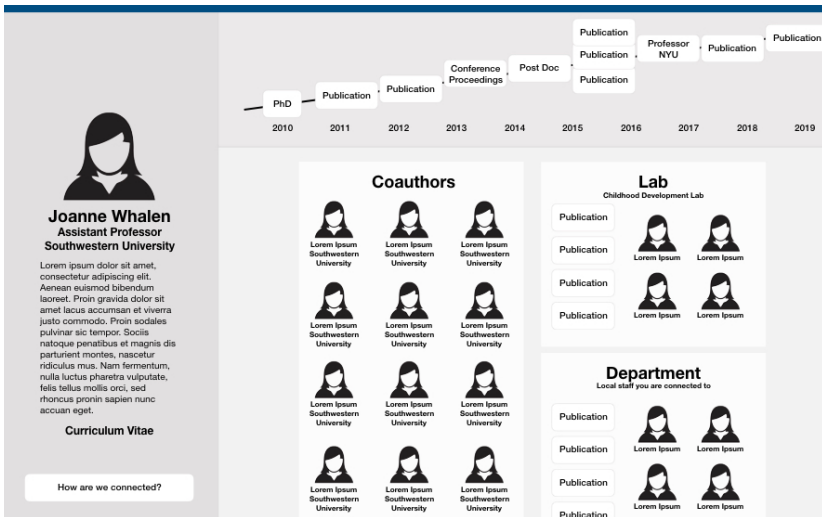 Publication
Publication
Professor
NYU
Publication
Publication
Conference
Proceedings
Post Doc
Publication
Publication
Publication
PhD
2010
2011
2012
2013
2014
2015
2016
2017
2018
2019
Joanne Whalen
Assistant Professor
Southwestern University
Lorem ipsum dolor sit amet,
consectetur adipiscing elit.
Aenean euismod bibendum
laoreet. Proin gravida dolor sit
amet lacus accumsan et viverra
justo commodo. Proin sodales
pulvinar sic tempor. Sociis
natoque penatibus et magnis dis
parturient montes, nascetur
ridiculus mus. Nam fermentum,
nulla luctus pharetra vulputate,
felis tellus mollis orci, sed
rhoncus pronin sapien nunc
accuan eget.
Curriculum Vitae
How are we connected?
Coauthors
Lorem Ipsum
Southwestern
University
Lorem Ipsum
Southwestern
University
Lorem Ipsum
Southwestern
University
Lorem Ipsum
Southwestern
University
Lorem Ipsum
Southwestern
University
Lorem Ipsum
Southwestern
University
Lorem Ipsum
Southwestern
University
Lorem Ipsum
Southwestern
University
Lorem Ipsum
Southwestern
University
Lorem Ipsum
Southwestern
University
Lorem Ipsum
Southwestern
University
Lorem Ipsum
Southwestern
University
Lab
Childhood Development Lab
Publication
Publication
Publication
Publication
Lorem Ipsum
Lorem Ipsum
Lorem Ipsum
Lorem Ipsum
Department
Local staff you are connected to
Publication
Publication
Publication
Publication
Lorem Ipsum
Lorem Ipsum
Lorem Ipsum
Lorem Ipsum